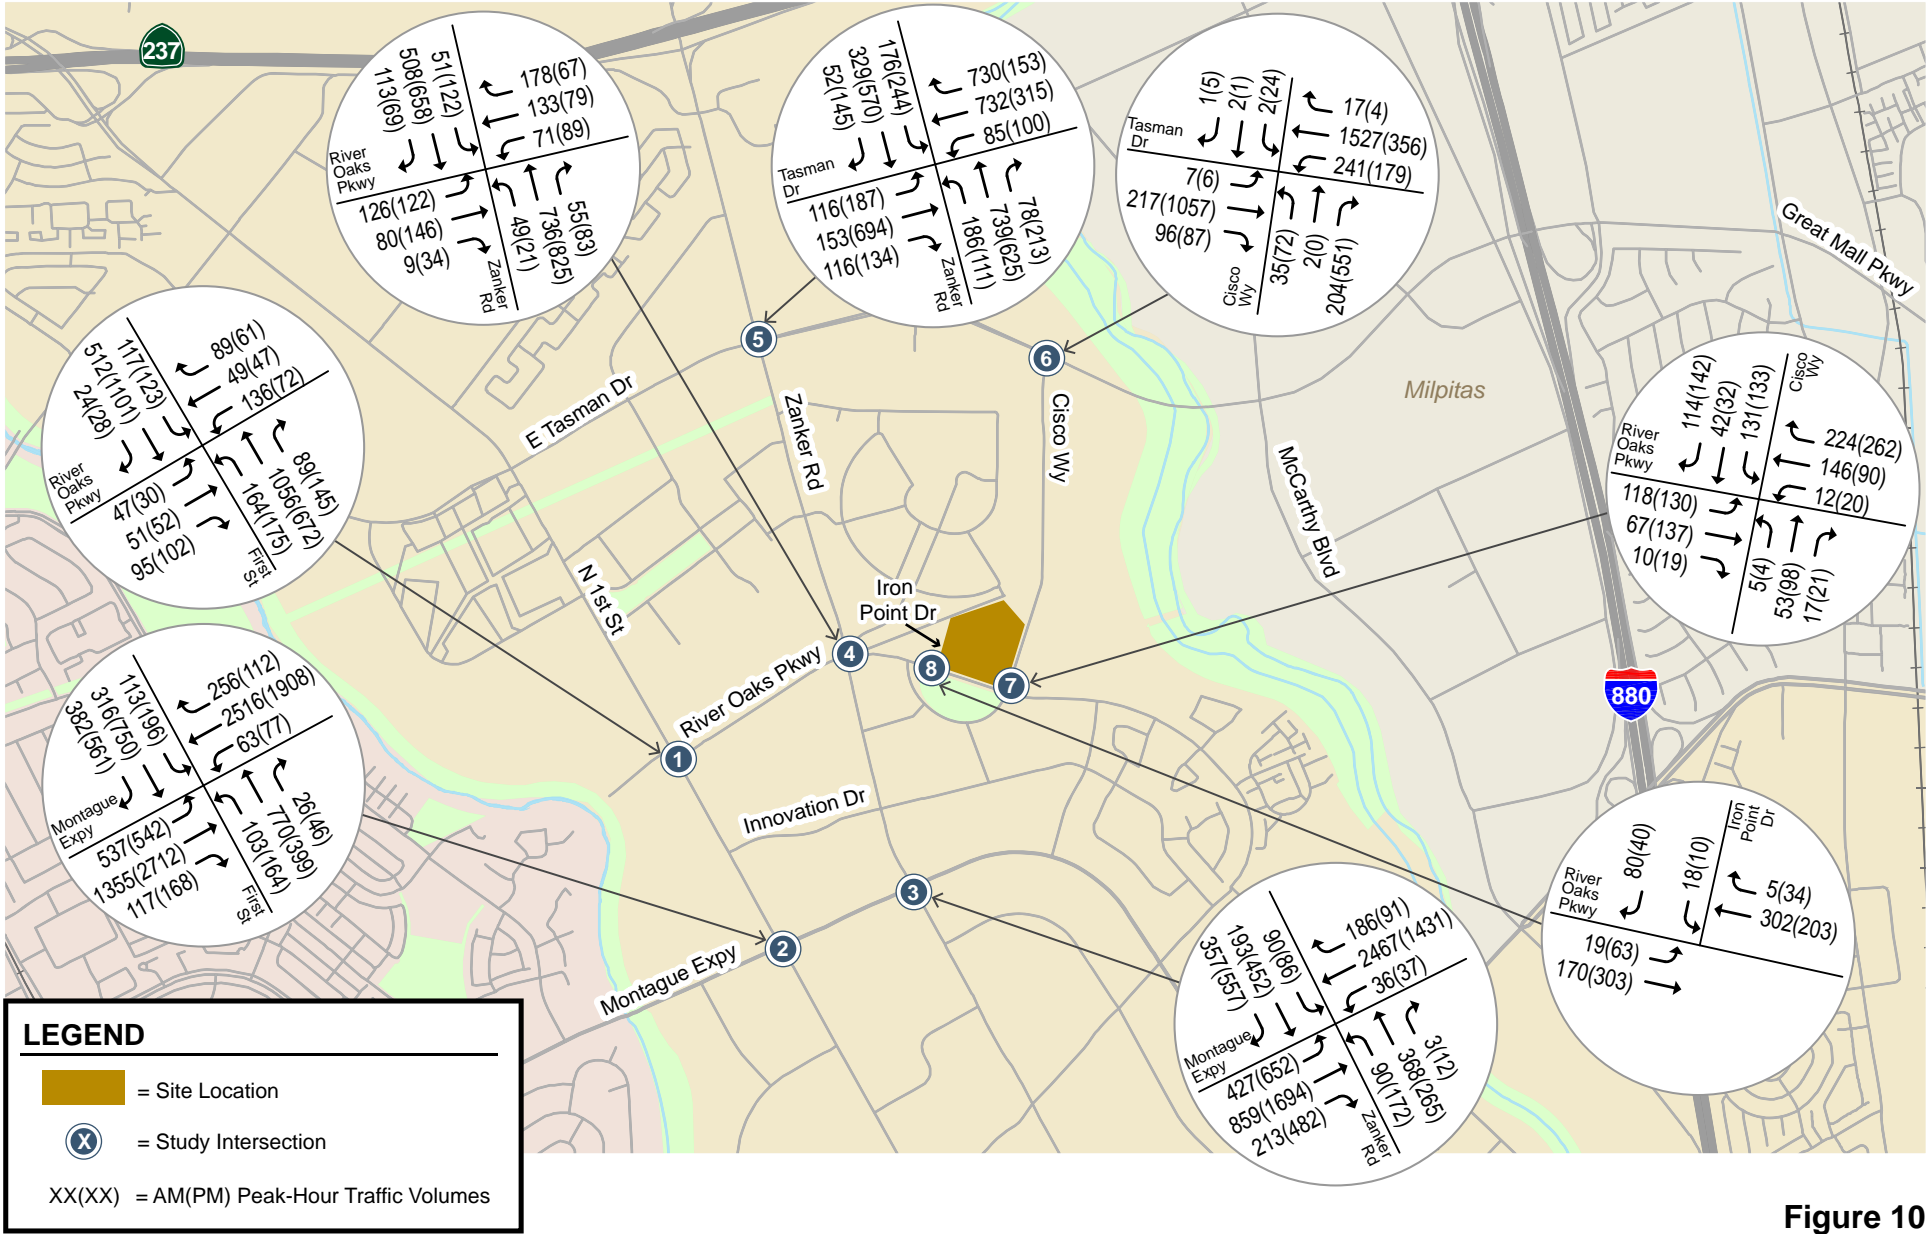 237
508(658)
113(69)
51(122)
178(67)
133(79)
71(89)
River
Oaks
Pkwy
126(122)
80(146)
9(34)
49(21)
736(825)
55(83)
Zanker
Rd
176(244)
329(570)
52(145)
730(153)
732(315)
85(100)
Tasman
Dr
116(187)
153(694)
116(134)
186(111)
739(625)
78(213)
Zanker
Rd
1(5)
2(1)
2(24)
17(4)
1527(356)
241(179)
Tasman
Dr
7(6)
217(1057)
96(87)
35(72)
2(0)
204(551)
Cisco
Wy
Great Mall Pkwy
117(123)
512(1101)
24(28)
89(61)
49(47)
136(72)
River
Oaks
Pkwy
47(30)
51(52)
95(102)
164(175)
1056(672)
89(145)
First
St
5
6
E Tasman Dr
Zanker Rd
Cisco Wy
McCarthy Blvd
Milpitas
114(142)
42(32)
131(133)
Cisco
Wy
224(262)
146(90)
12(20)
River
Oaks
Pkwy
118(130)
67(137)
10(19)
5(4)
53(98)
17(21)
N 1st St
Iron
Point Dr
4
8
7
River Oaks Pkwy
1
880
113(196)
316(750)
382(561)
256(112)
2516(1908)
63(77)
Montague
Expy
537(542)
1355(2712)
117(168)
103(164)
770(399)
26(46)
First
St
Innovation Dr
3
2
Montague Expy
90(86)
193(452)
357(557)
186(91)
2467(1431)
36(37)
Montague
Expy
427(652)
859(1694)
213(482)
90(172)
368(265)
3(12)
Zanker
Rd
80(40)
18(10)
Iron
Point
Dr
5(34)
302(203)
River
Oaks
Pkwy
19(63)
170(303)
LEGEND
= Site Location
X = Study Intersection
XX(XX) = AM(PM) Peak-Hour Traffic Volumes
Figure 10